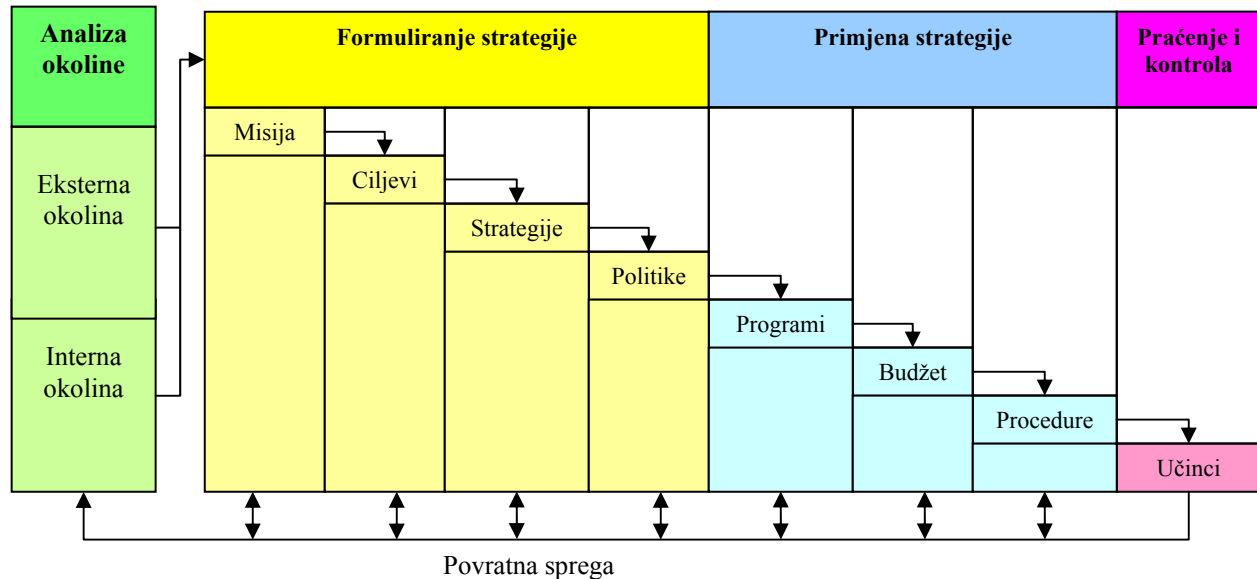 Analiza
okoline
Formuliranje strategije
Primjena strategije
Praćenje i
kontrola
Eksterna
okolina
Interna
okolina
Misija
Ciljevi
Strategije
Politike
Programi
Budžet
Procedure
Učinci
Povratna sprega